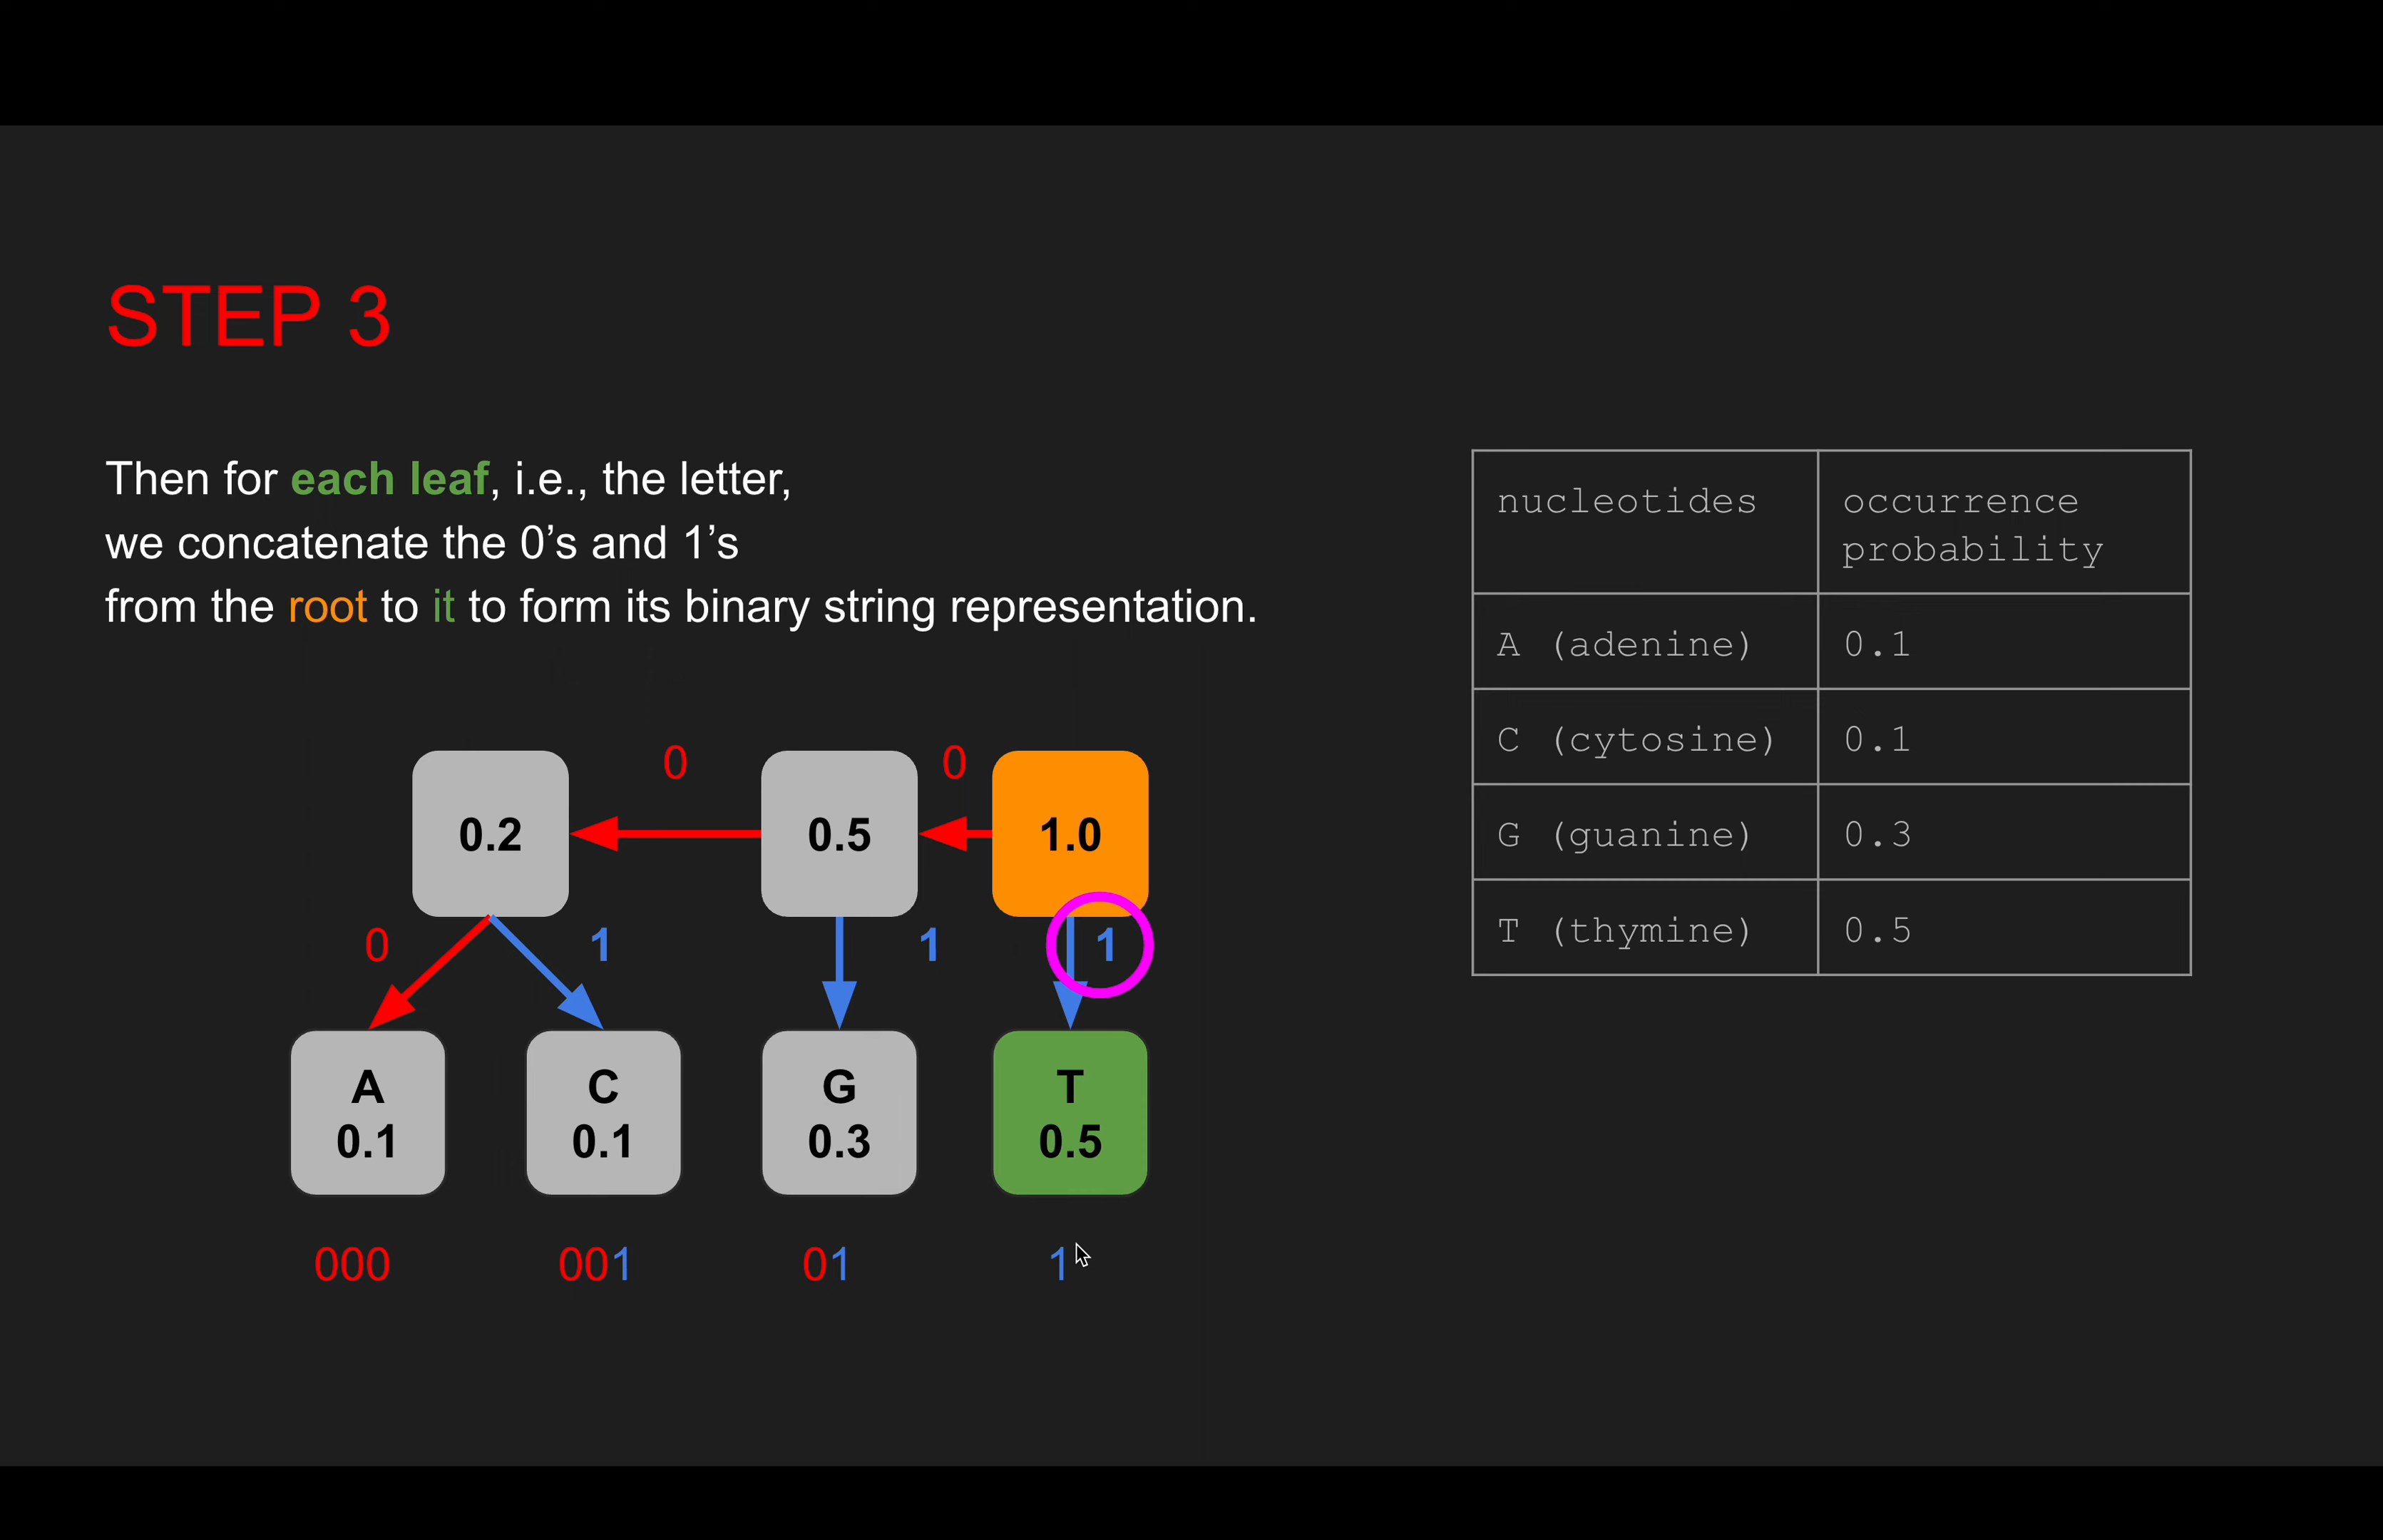 STEP 3
Then for each leaf, i.e., the letter,
we concatenate the 0’s and 1’s
from the root to it to form its binary string representation.
0 0
0.2 0.5 1.0
0 1 1 1
A C G T
0.1 0.1 0.3 0.5
000 001 01 1
nucleotides occurrence
probability
A (adenine) 0.1
C (cytosine) 0.1
G (guanine) 0.3
T (thymine) 0.5